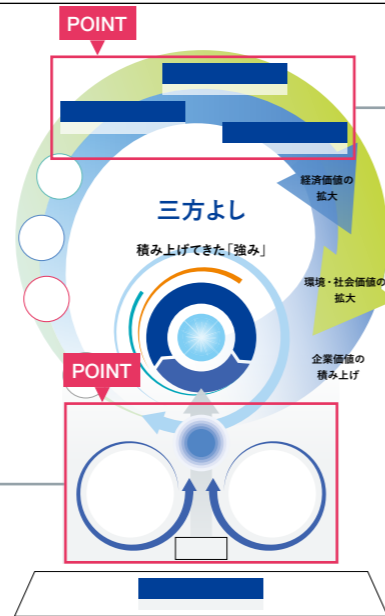 POINT
経済価値の
拡大
三方よし
積み上げてきた「強み」
環境・社会価値の
拡大
企業価値の
積み上げ
POINT